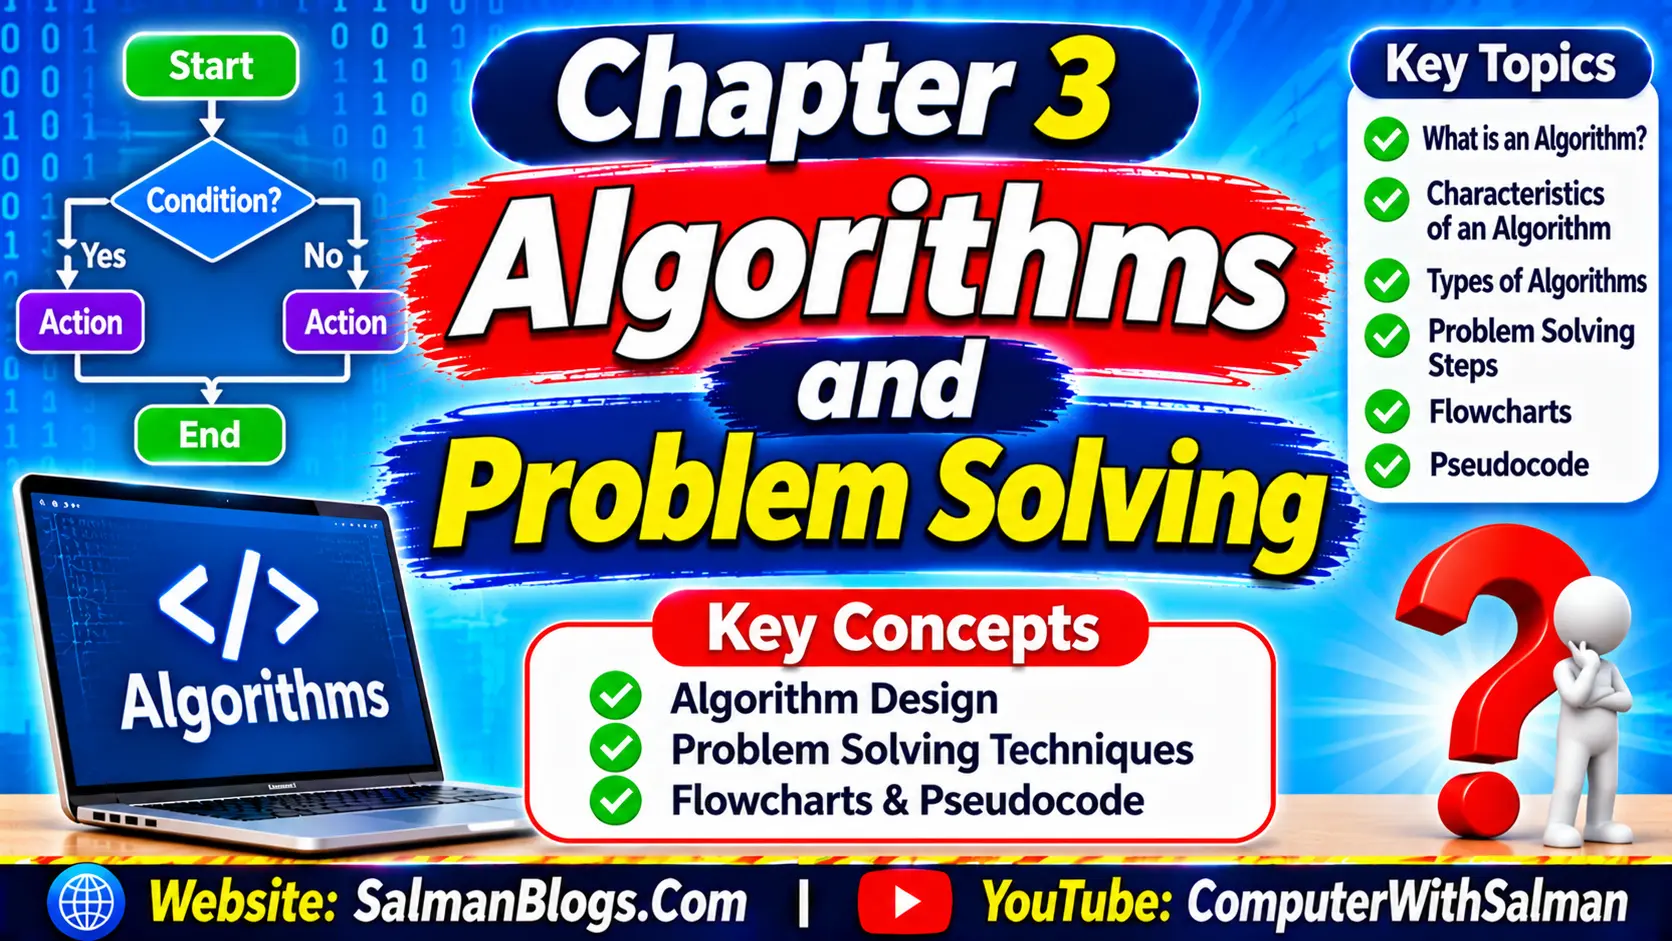 Start
Condition?
Yes
No
Action
Action
End
Chapter 3
Algorithms
and
Problem Solving
Key Topics
What is an Algorithm?
Characteristics
of an Algorithm
Types of Algorithms
Problem Solving
Steps
Flowcharts
Pseudocode
</>
Algorithms
Key Concepts
Algorithm Design
Problem Solving Techniques
Flowcharts & Pseudocode
Website: SalmanBlogs.Com | YouTube: ComputerWithSalman